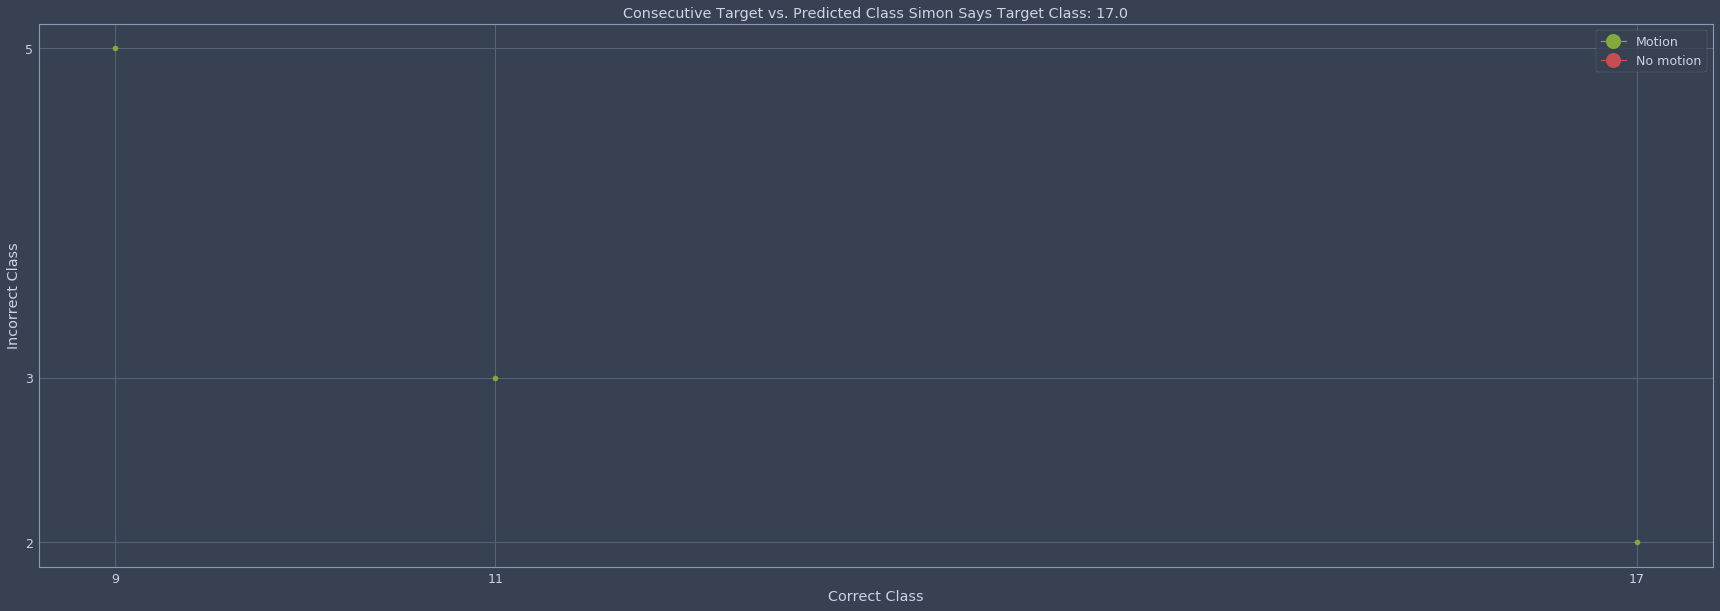 Consecutive Target vs. Predicted Class Simon Says Target Class: 17.0
Motion
No motion
5
3
2
Incorrect Class
9
11
17
Correct Class